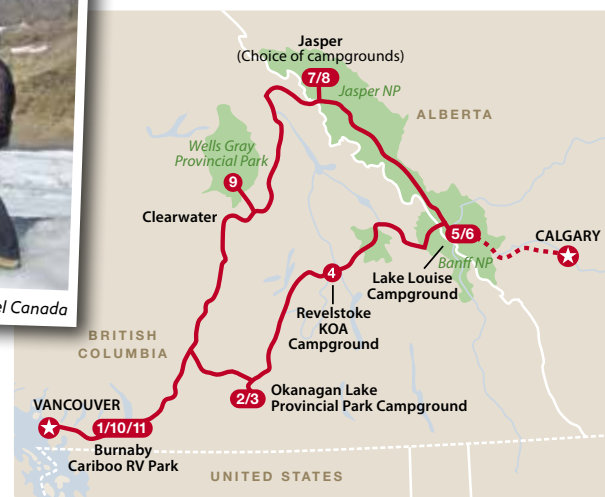 Jasper
(Choice of campgrounds)
7/8
Jasper NP
ALBERTA
Wells Gray
Provincial Park
9
Clearwater
5/6
CALGARY
Banff NP
Lake Louise
Campground
4
Revelstoke
KOA
Campground
el Canada
BRITISH
COLUMBIA
2/3
Okanagan Lake
Provincial Park Campground
VANCOUVER
1/10/11
Burnaby
Cariboo RV Park
UNITED STATES